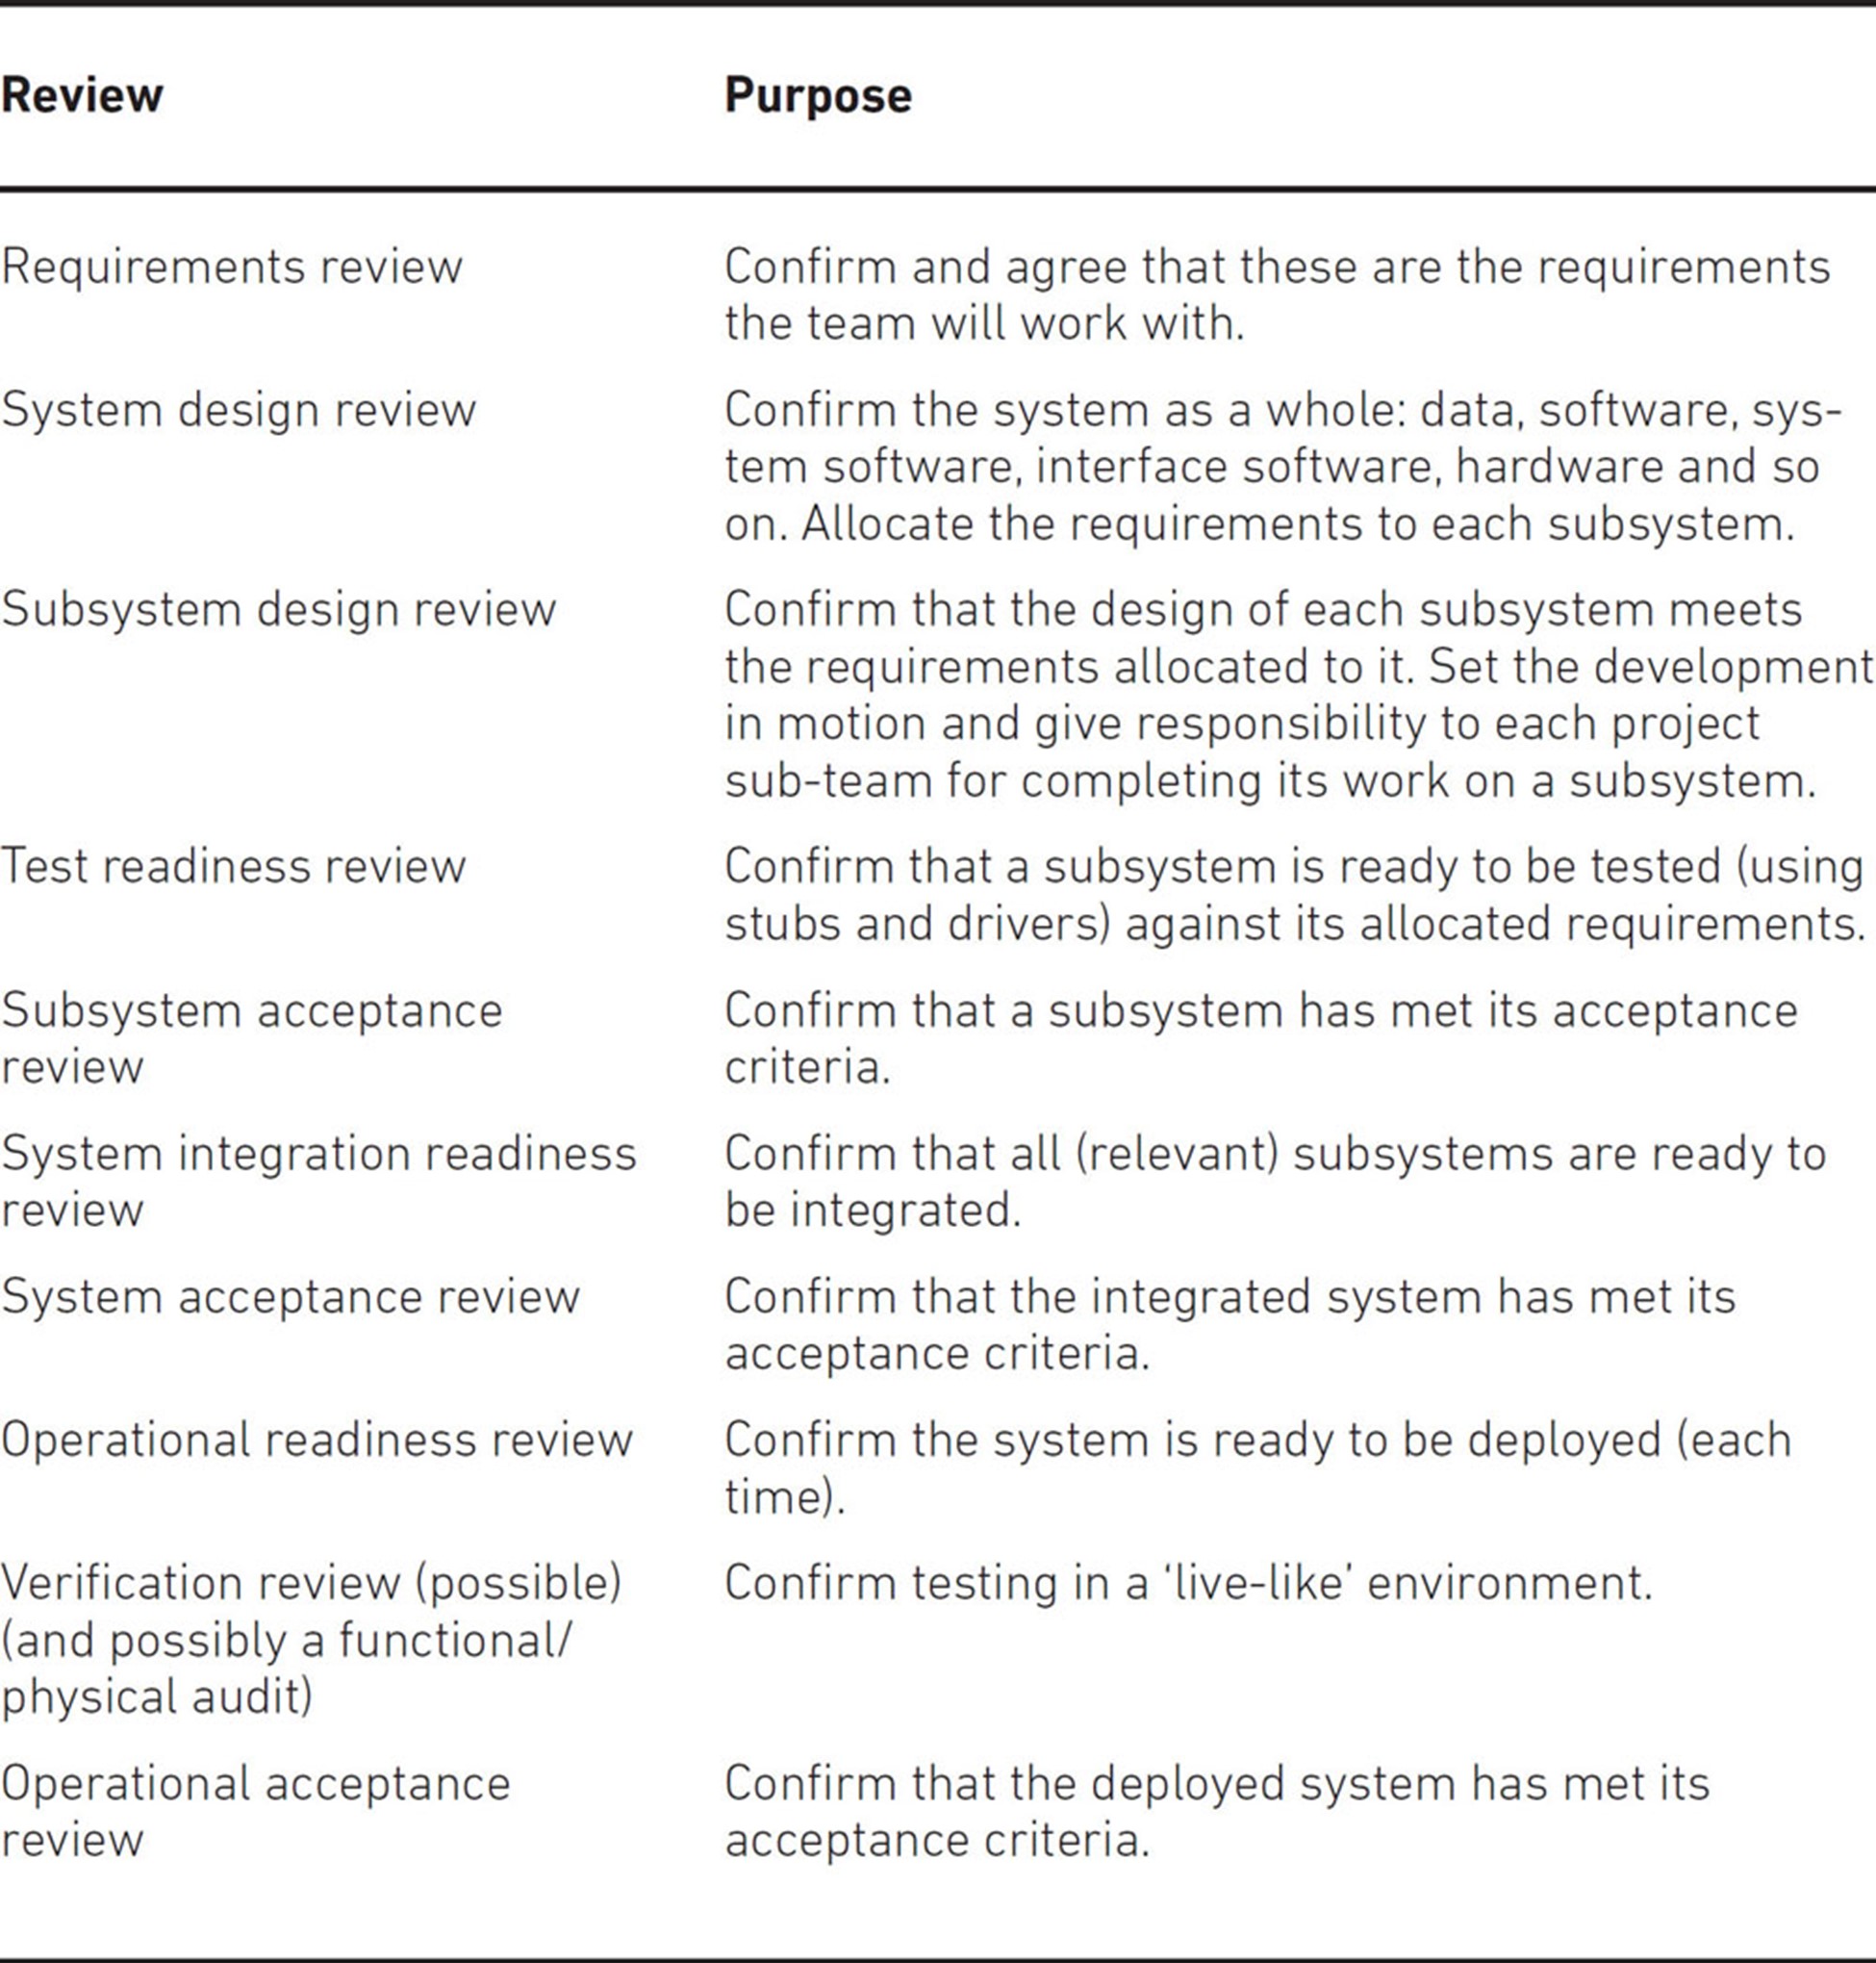 Review Purpose
Requirements review Confirm and agree that these are the requirements
the team will work with.
System design review Confirm the system as a whole: data, software, sys-
tem software, interface software, hardware and so
on. Allocate the requirements to each subsystem.
Subsystem design review Confirm that the design of each subsystem meets
the requirements allocated to it. Set the development
in motion and give responsibility to each project
sub-team for completing its work on a subsystem.
Test readiness review Confirm that a subsystem is ready to be tested (using
stubs and drivers) against its allocated requirements.
Subsystem acceptance Confirm that a subsystem has met its acceptance
review criteria.
System integration readiness Confirm that all (relevant) subsystems are ready to
review be integrated.
System acceptance review Confirm that the integrated system has met its
acceptance criteria.
Operational readiness review Confirm the system is ready to be deployed (each
time).
Verification review (possible) Confirm testing in a ‘live-like’ environment.
(and possibly a functional/
physical audit)
Operational acceptance Confirm that the deployed system has met its
review acceptance criteria.